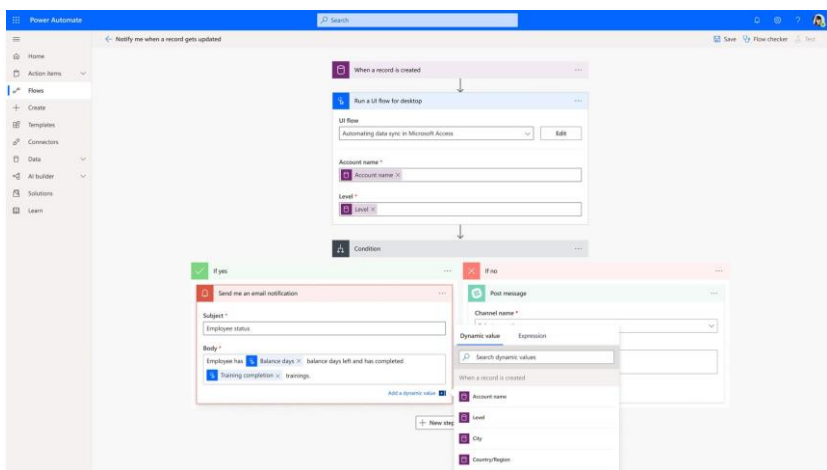 Power Automate
Search
Notify me when a record gets updated
Save
Flow checker
Test
Home
Action items
Flows
Create
Templates
Connectors
Data
AI builder
Solutions
Learn
When a record is created
Run a UI flow for desktop
UI flow
Automating data sync in Microsoft Access
Edit
Account name *
Account name ×
Level *
Level ×
Condition
If yes
If no
Send me an email notification
Subject *
Employee status
Body *
Employee has Balance days × balance days left and has completed
Training completion × trainings.
Add a dynamic value
Post message
Channel name *
Dynamic value
Expression
Search dynamic values
When a record is created
Account name
Level
City
Country/Region
+ New step